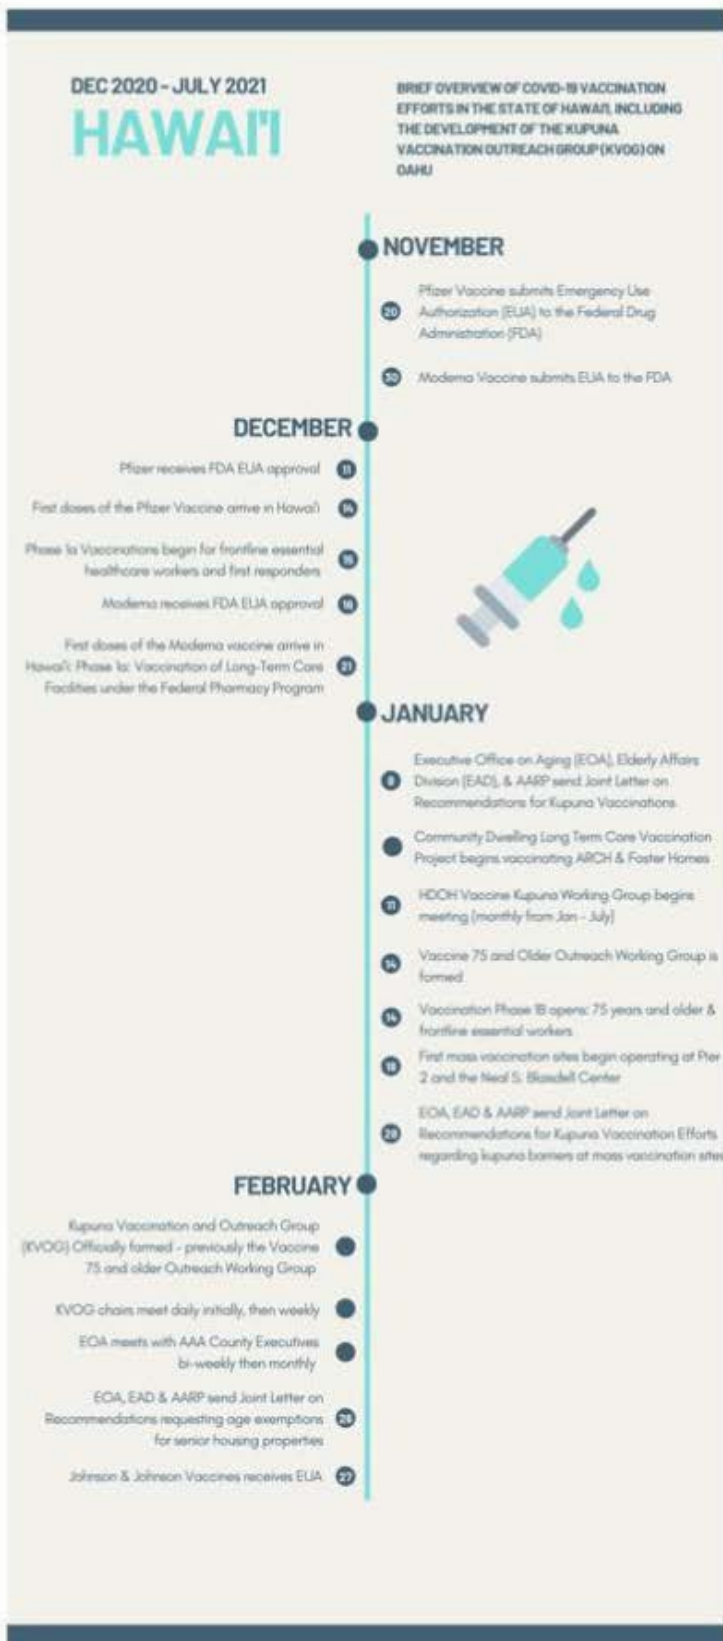 DEC 2020 - JULY 2021
HAWAI'I
BRIEF OVERVIEW OF COVID-19 VACCINATION
EFFORTS IN THE STATE OF HAWAI'I, INCLUDING
THE DEVELOPMENT OF THE KUPUNA
VACCINATION OUTREACH GROUP (KVOG) ON
OAHU
NOVEMBER
Pfizer Vaccine submits Emergency Use
20 Authorization (EUA) to the Federal Drug
Administration (FDA)
30 Moderna Vaccine submits EUA to the FDA
DECEMBER
Pfizer receives FDA EUA approval 11
First doses of the Pfizer Vaccine arrive in Hawai'i 14
Phase 1a Vaccinations begin for frontline essential
healthcare workers and first responders 15
Moderna receives FDA EUA approval 18
First doses of the Moderna vaccine arrive in
Hawai'i: Phase 1a: Vaccination of Long-Term Care 21
Facilities under the Federal Pharmacy Program
JANUARY
Executive Office on Aging (EOA), Elderly Affairs
8 Division (EAD), & AARP send Joint Letter on
Recommendations for Kupuna Vaccinations
Community Dwelling Long Term Care Vaccination
Project begins vaccinating ARCH & Foster Homes
11 HDOH Vaccine Kupuna Working Group begins
meeting (monthly from Jan - July)
14 Vaccine 75 and Older Outreach Working Group is
formed
14 Vaccination Phase 1B opens: 75 years and older &
frontline essential workers
18 First mass vaccination sites begin operating at Pier
2 and the Neal S. Blaisdell Center
EOA, EAD & AARP send Joint Letter on
28 Recommendations for Kupuna Vaccination Efforts
regarding kupuna barriers at mass vaccination sites
FEBRUARY
Kupuna Vaccination and Outreach Group
(KVOG) Officially formed - previously the Vaccine
75 and older Outreach Working Group
KVOG chairs meet daily initially, then weekly
EOA meets with AAA County Executives
bi-weekly then monthly
EOA, EAD & AARP send Joint Letter on
Recommendations requesting age exemptions 26
for senior housing properties
Johnson & Johnson Vaccines receives EUA 27